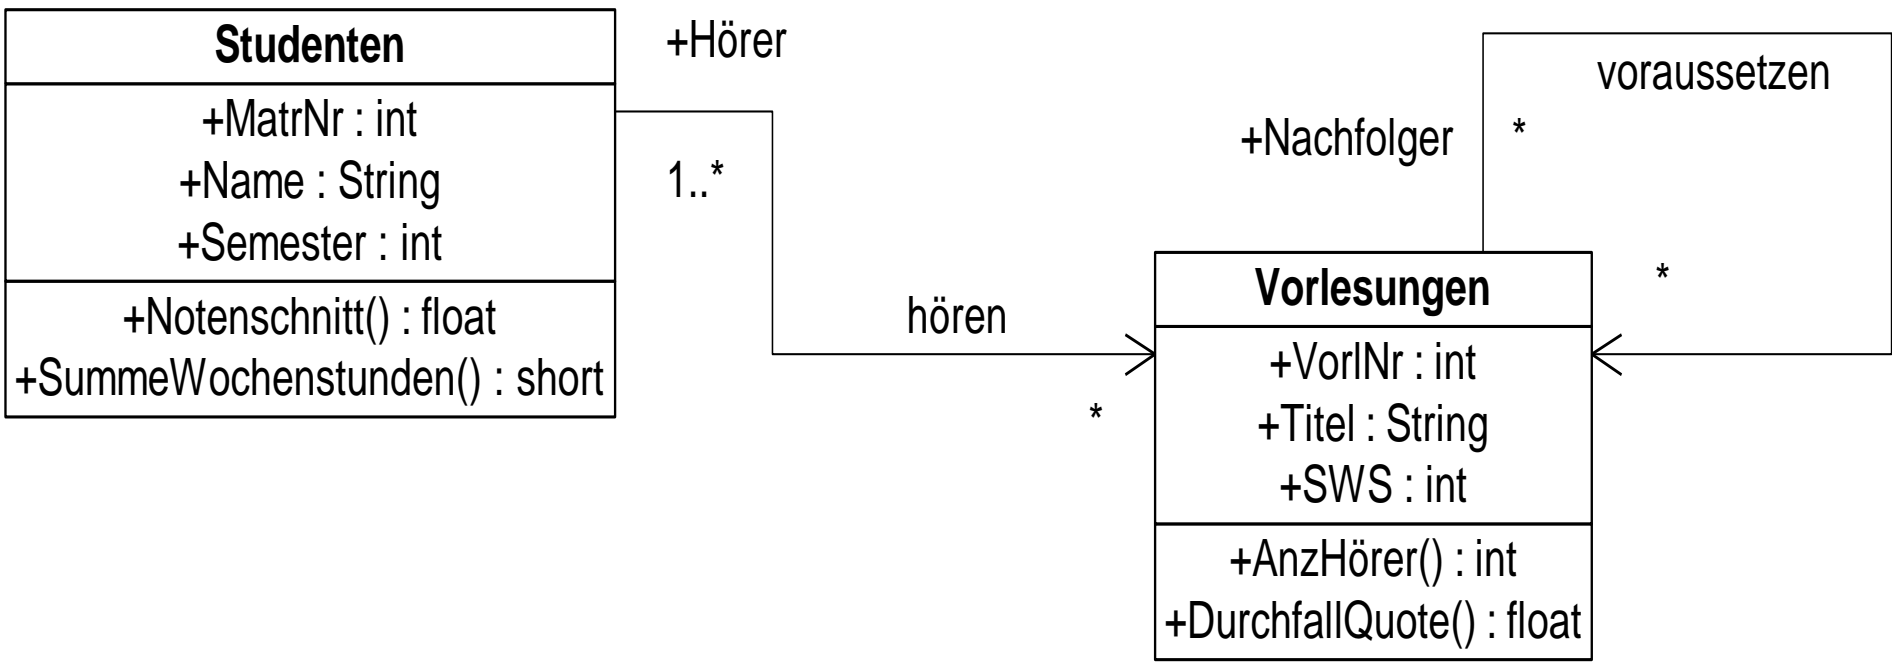 Studenten
+MatrNr : int
+Name : String
+Semester : int
+Notenschnitt() : float
+SummeWochenstunden() : short
+Hörer
1..*
hören
*
voraussetzen
+Nachfolger
*
*
Vorlesungen
+VorlNr : int
+Titel : String
+SWS : int
+AnzHörer() : int
+DurchfallQuote() : float